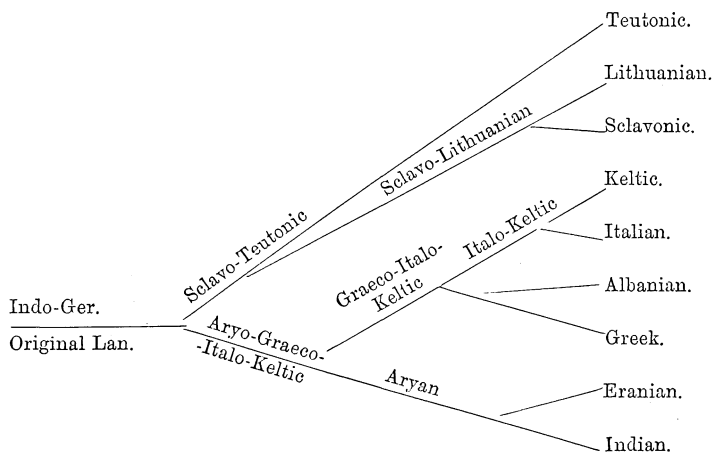 Teutonic.
Lithuanian.
Sclavo-Lithuanian
Sclavonic.
Keltic.
Sclavo-Teutonic
Italo-Keltic
Italian.
Graeco-Italo-
Keltic
Albanian.
Indo-Ger.
Original Lan.
Aryo-Graeco-
-Italo-Keltic
Greek.
Aryan
Eranian.
Indian.